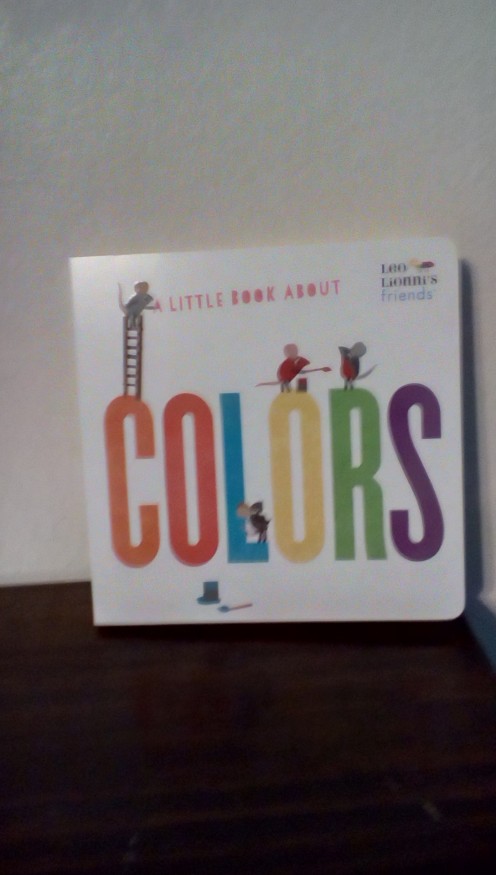 A LITTLE BOOK ABOUT
Leo
Lionni's
friends
COLORS